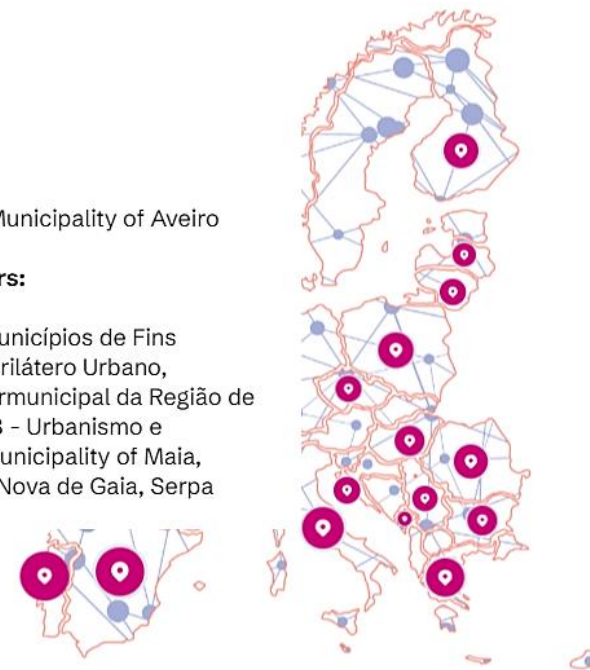 Municipality of Aveiro
rs:
unicípios de Fins
rilátero Urbano,
rmunicipal da Região de
- Urbanismo e
unicipality of Maia,
Nova de Gaia, Serpa